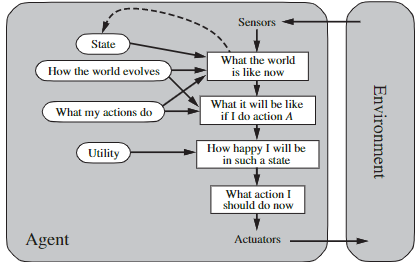 Sensors
State
What the world
is like now
How the world evolves
What it will be like
if I do action A
What my actions do
How happy I will be
in such a state
Utility
What action I
should do now
Agent
Actuators
Environment